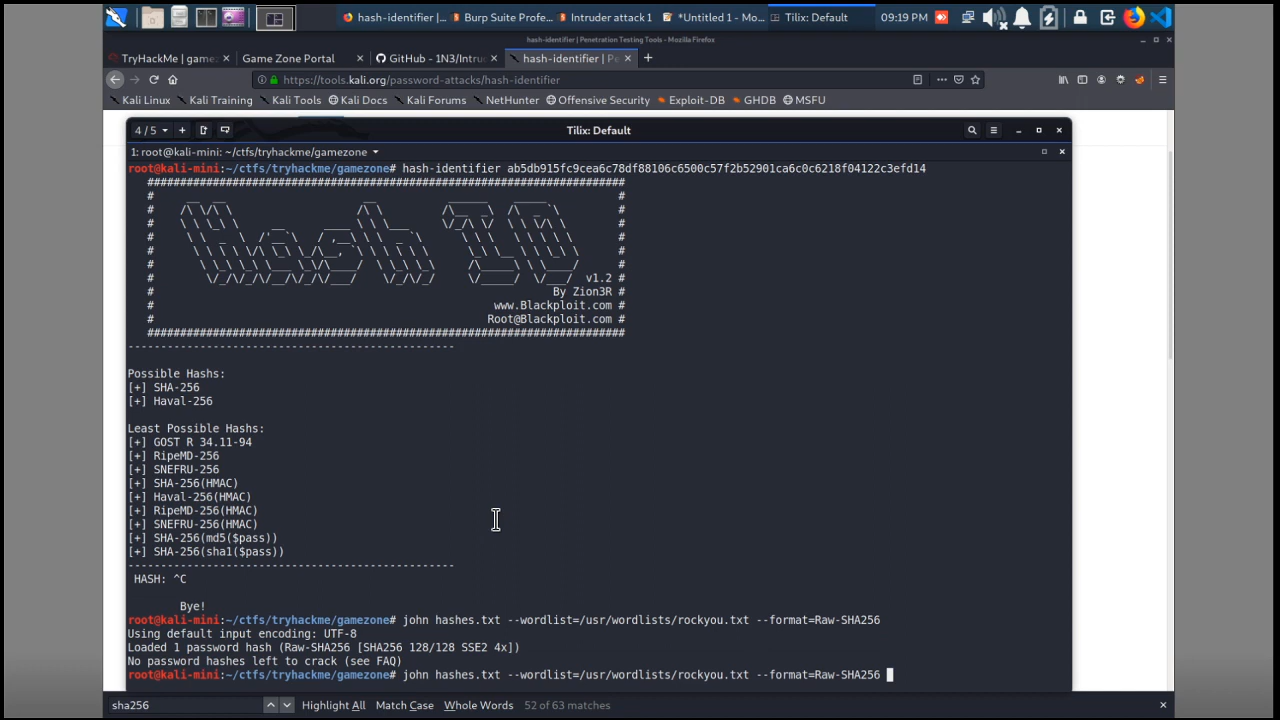 hash-identifier |...
Burp Suite Profe...
Intruder attack 1
*Untitled 1 - Mo...
Tilix: Default
09:19 PM
hash-identifier | Penetration Testing Tools - Mozilla Firefox
TryHackMe | game
Game Zone Portal
GitHub - 1N3/Intru
hash-identifier | Pe
https://tools.kali.org/password-attacks/hash-identifier
Kali Linux
Kali Training
Kali Tools
Kali Docs
Kali Forums
NetHunter
Offensive Security
Exploit-DB
GHDB
MSFU
4 / 5
Tilix: Default
1: root@kali-mini: ~/ctfs/tryhackme/gamezone
root@kali-mini:~/ctfs/tryhackme/gamezone# hash-identifier ab5db915fc9cea6c78df88106c6500c57f2b52901ca6c0c6218f04122c3efd14
Hash ID
v1.2 #
By Zion3R #
www.Blackploit.com #
Root@Blackploit.com #
Possible Hashs:
[+] SHA-256
[+] Haval-256
Least Possible Hashs:
[+] GOST R 34.11-94
[+] RipeMD-256
[+] SNEFRU-256
[+] SHA-256(HMAC)
[+] Haval-256(HMAC)
[+] RipeMD-256(HMAC)
[+] SNEFRU-256(HMAC)
[+] SHA-256(md5($pass))
[+] SHA-256(sha1($pass))
HASH: ^C
Bye!
root@kali-mini:~/ctfs/tryhackme/gamezone# john hashes.txt --wordlist=/usr/wordlists/rockyou.txt --format=Raw-SHA256
Using default input encoding: UTF-8
Loaded 1 password hash (Raw-SHA256 [SHA256 128/128 SSE2 4x])
No password hashes left to crack (see FAQ)
root@kali-mini:~/ctfs/tryhackme/gamezone# john hashes.txt --wordlist=/usr/wordlists/rockyou.txt --format=Raw-SHA256
sha256
Highlight All
Match Case
Whole Words
52 of 63 matches